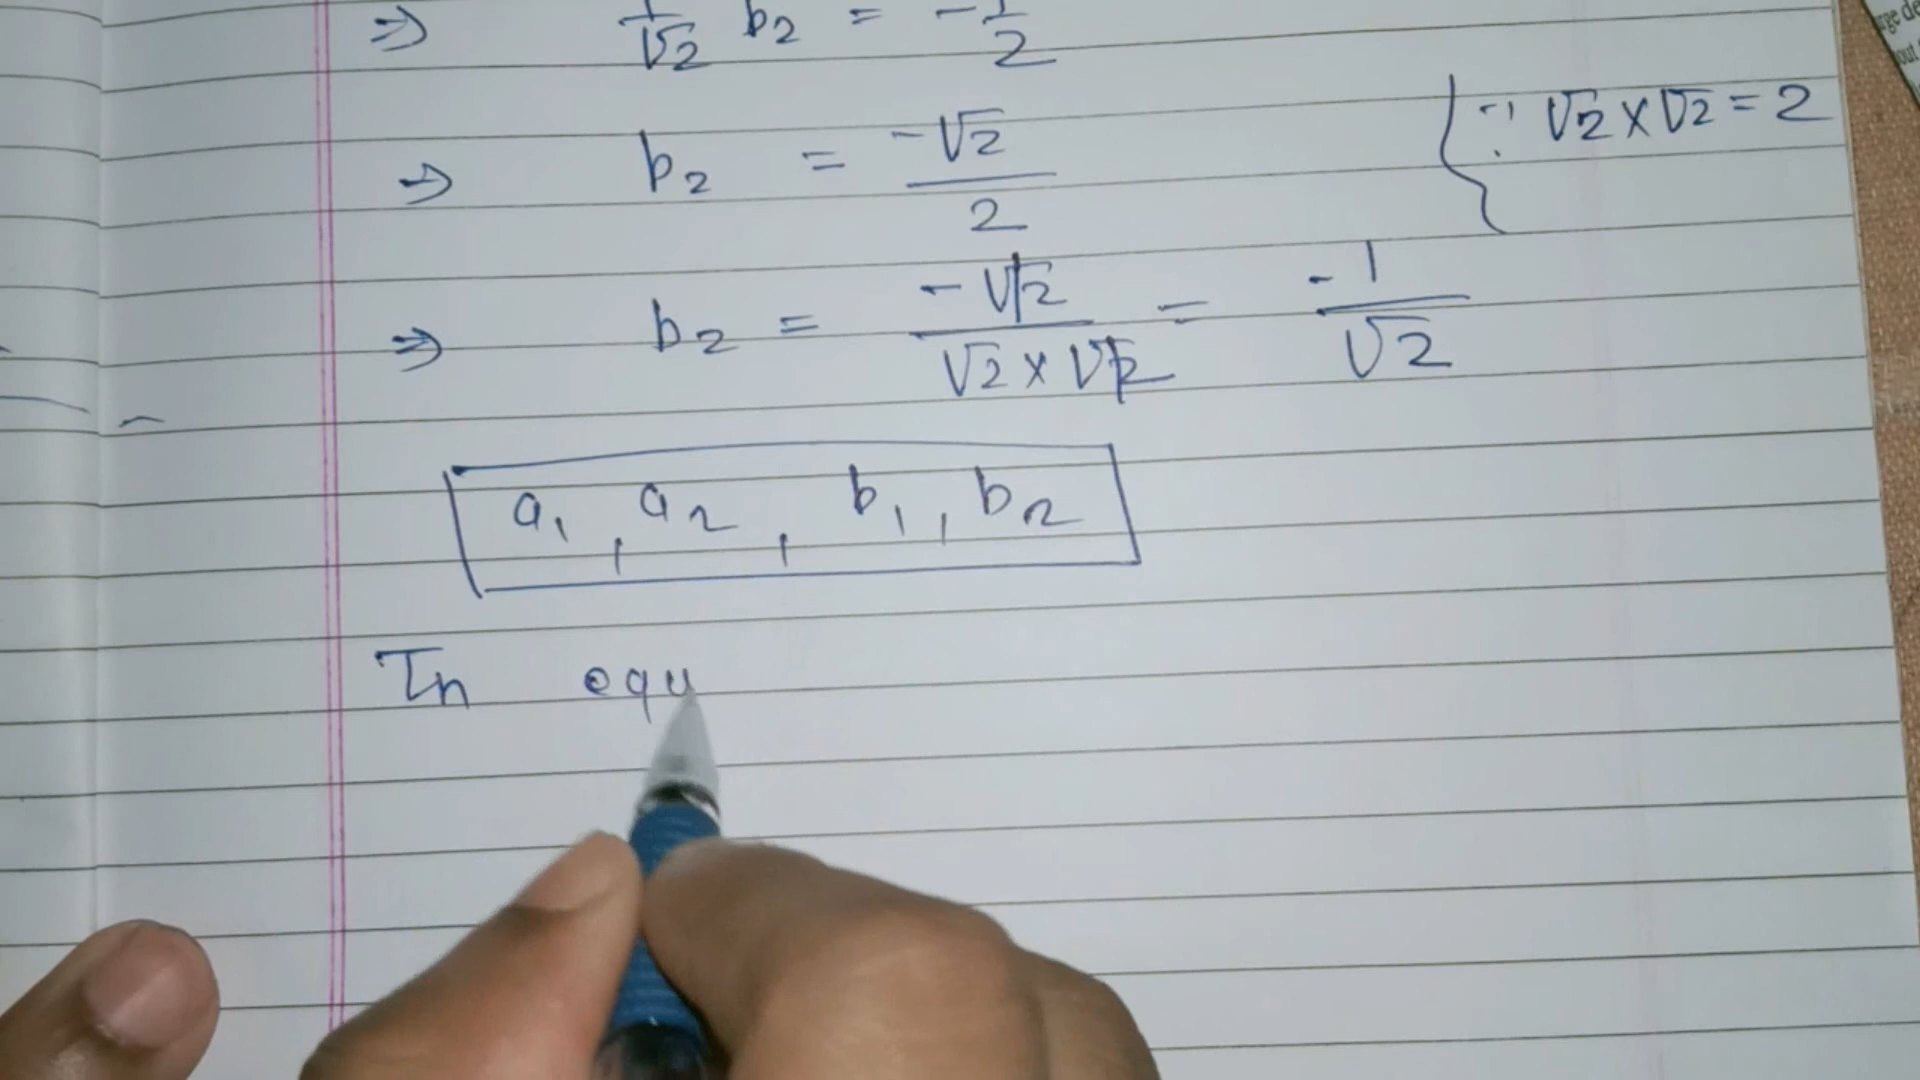 ⇒ 1/√2 b₂ = -1/2
⇒ b₂ = -√2/2 { ∵ √2 × √2 = 2
⇒ b₂ = -√2/(√2 × √2) = -1/√2
a₁, a₂, b₁, b₂
In equ